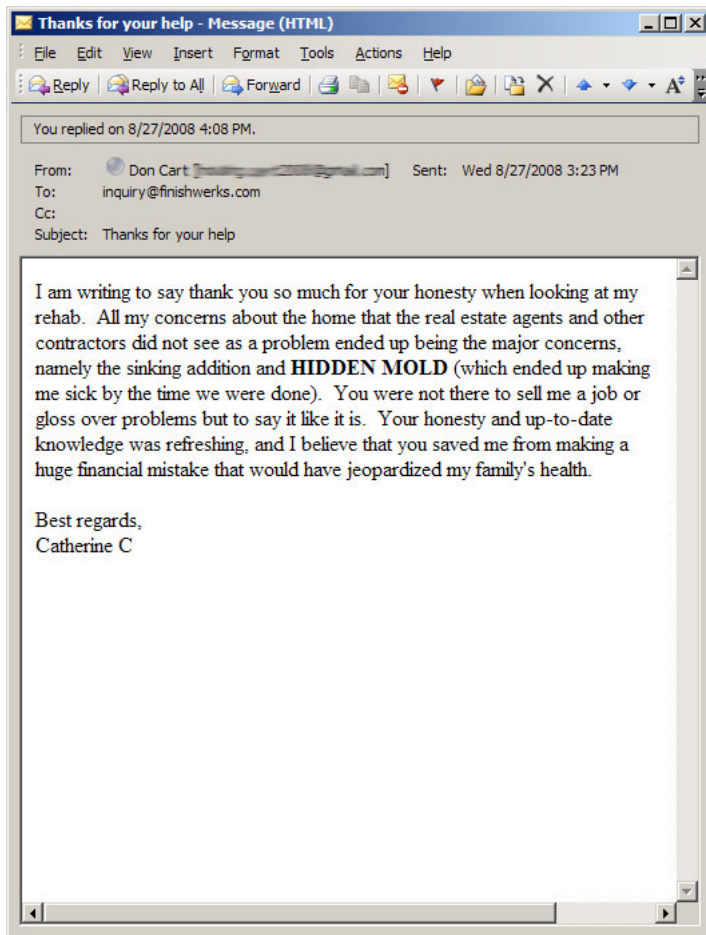 Thanks for your help - Message (HTML)
File Edit View Insert Format Tools Actions Help
Reply Reply to All Forward A
You replied on 8/27/2008 4:08 PM.
From: Don Cart Sent: Wed 8/27/2008 3:23 PM
To: inquiry@finishwerks.com
Cc:
Subject: Thanks for your help
I am writing to say thank you so much for your honesty when looking at my
rehab. All my concerns about the home that the real estate agents and other
contractors did not see as a problem ended up being the major concerns,
namely the sinking addition and HIDDEN MOLD (which ended up making
me sick by the time we were done). You were not there to sell me a job or
gloss over problems but to say it like it is. Your honesty and up-to-date
knowledge was refreshing, and I believe that you saved me from making a
huge financial mistake that would have jeopardized my family's health.
Best regards,
Catherine C